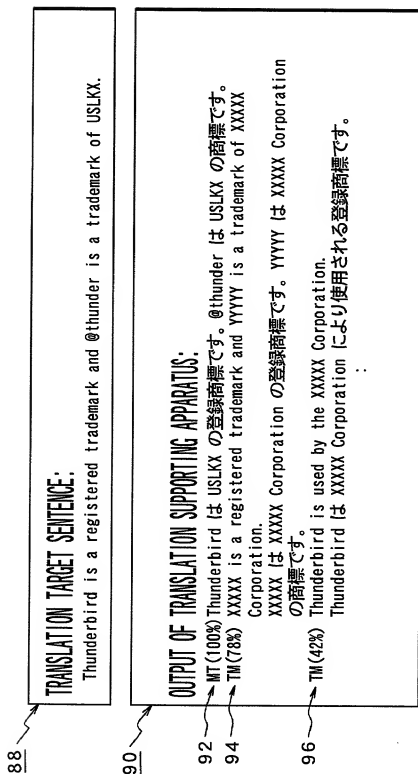 88
TRANSLATION TARGET SENTENCE:
Thunderbird is a registered trademark and @thunder is a trademark of USLKX.
90
OUTPUT OF TRANSLATION SUPPORTING APPARATUS:
92 MT(100%) Thunderbird は USLKX の登録商標です。@thunder は USLKX の商標です。
94 TM(78%) XXXXX is a registered trademark and YYYYY is a trademark of XXXXX
Corporation.
XXXXX は XXXXX Corporation の登録商標です。YYYYY は XXXXX Corporation
の商標です。
96 TM(42%) Thunderbird is used by the XXXXX Corporation.
Thunderbird は XXXXX Corporation により使用される登録商標です。
: